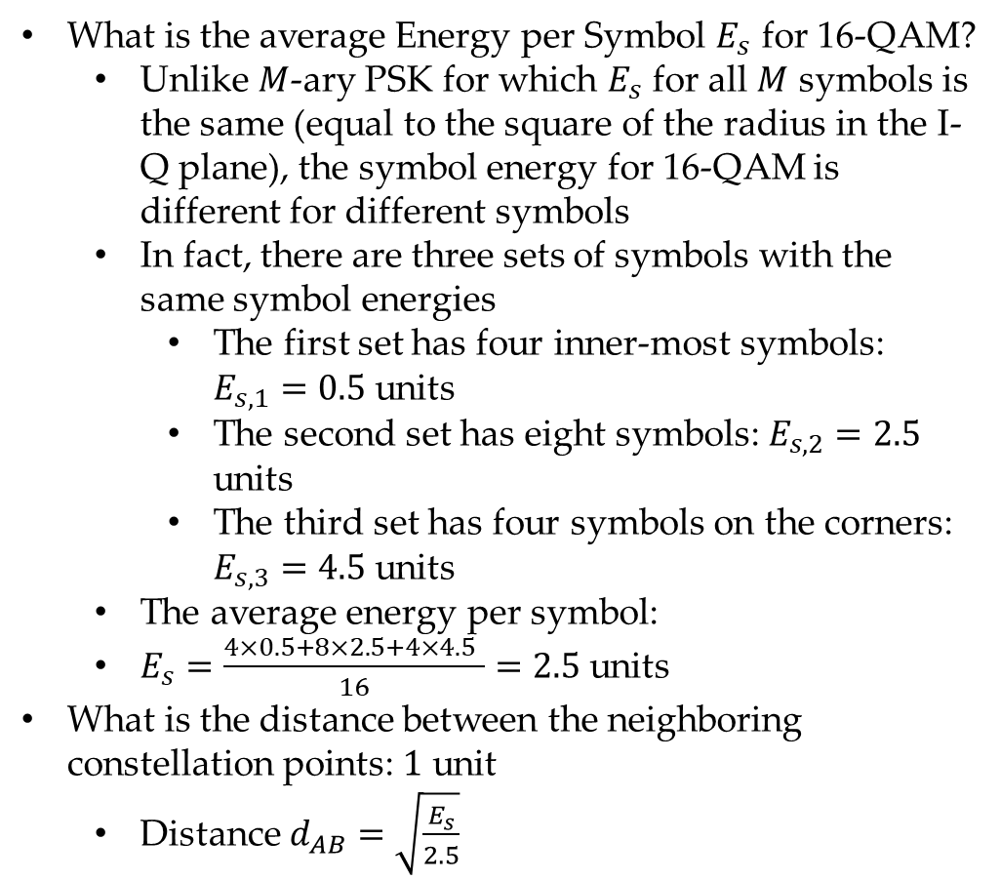 • What is the average Energy per Symbol E_s for 16-QAM?
• Unlike M-ary PSK for which E_s for all M symbols is
the same (equal to the square of the radius in the I-
Q plane), the symbol energy for 16-QAM is
different for different symbols
• In fact, there are three sets of symbols with the
same symbol energies
• The first set has four inner-most symbols:
E_{s,1} = 0.5 units
• The second set has eight symbols: E_{s,2} = 2.5
units
• The third set has four symbols on the corners:
E_{s,3} = 4.5 units
• The average energy per symbol:
• E_s = \frac{4×0.5+8×2.5+4×4.5}{16} = 2.5 units
• What is the distance between the neighboring
constellation points: 1 unit
• Distance d_{AB} = \sqrt{\frac{E_s}{2.5}}